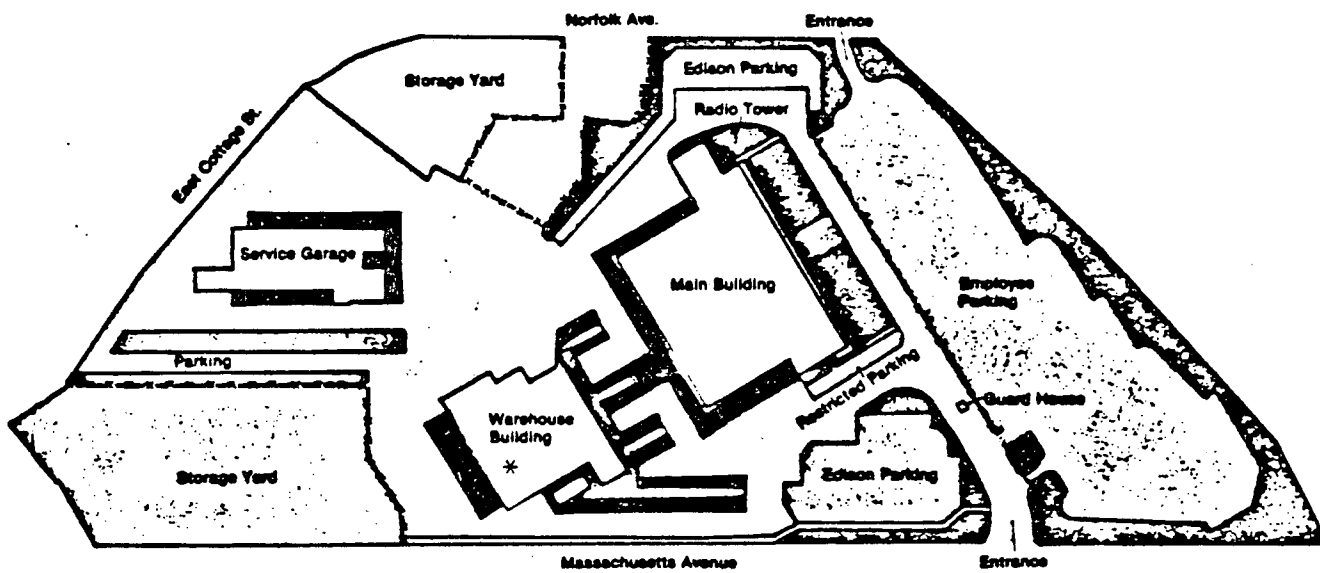 Norfolk Ave.
Entrance
Storage Yard
Edison Parking
Radio Tower
East Cottage St.
Service Garage
Main Building
Employee
Parking
Parking
Restricted Parking
Guard House
Warehouse
Building
*
Storage Yard
Edison Parking
Massachusetts Avenue
Entrance